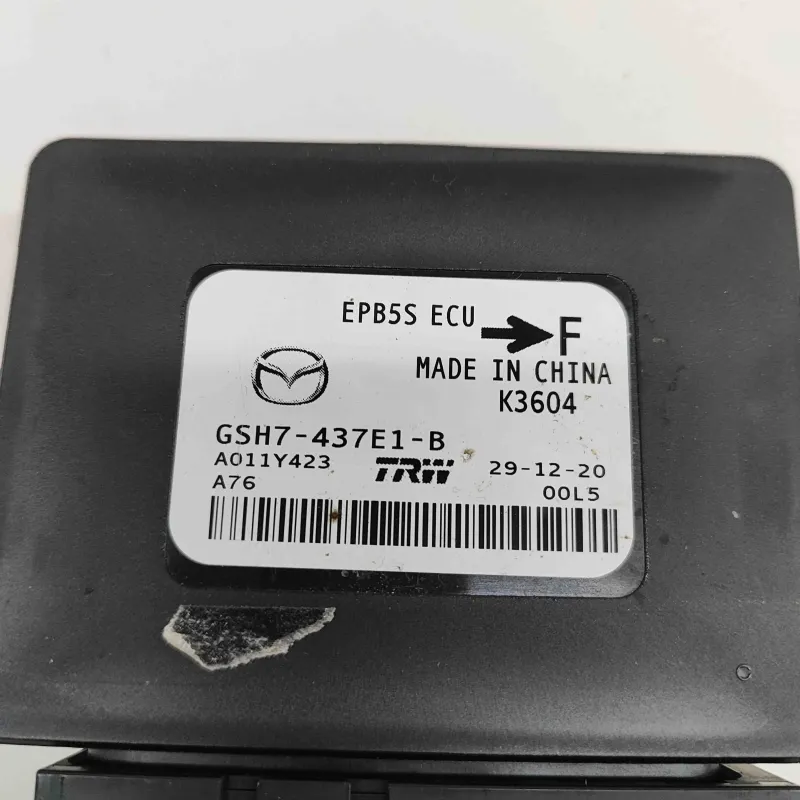 EPB5S ECU
F
MADE IN CHINA
K3604
GSH7-437E1-B
A011Y423
TRW
29-12-20
A76
00L5